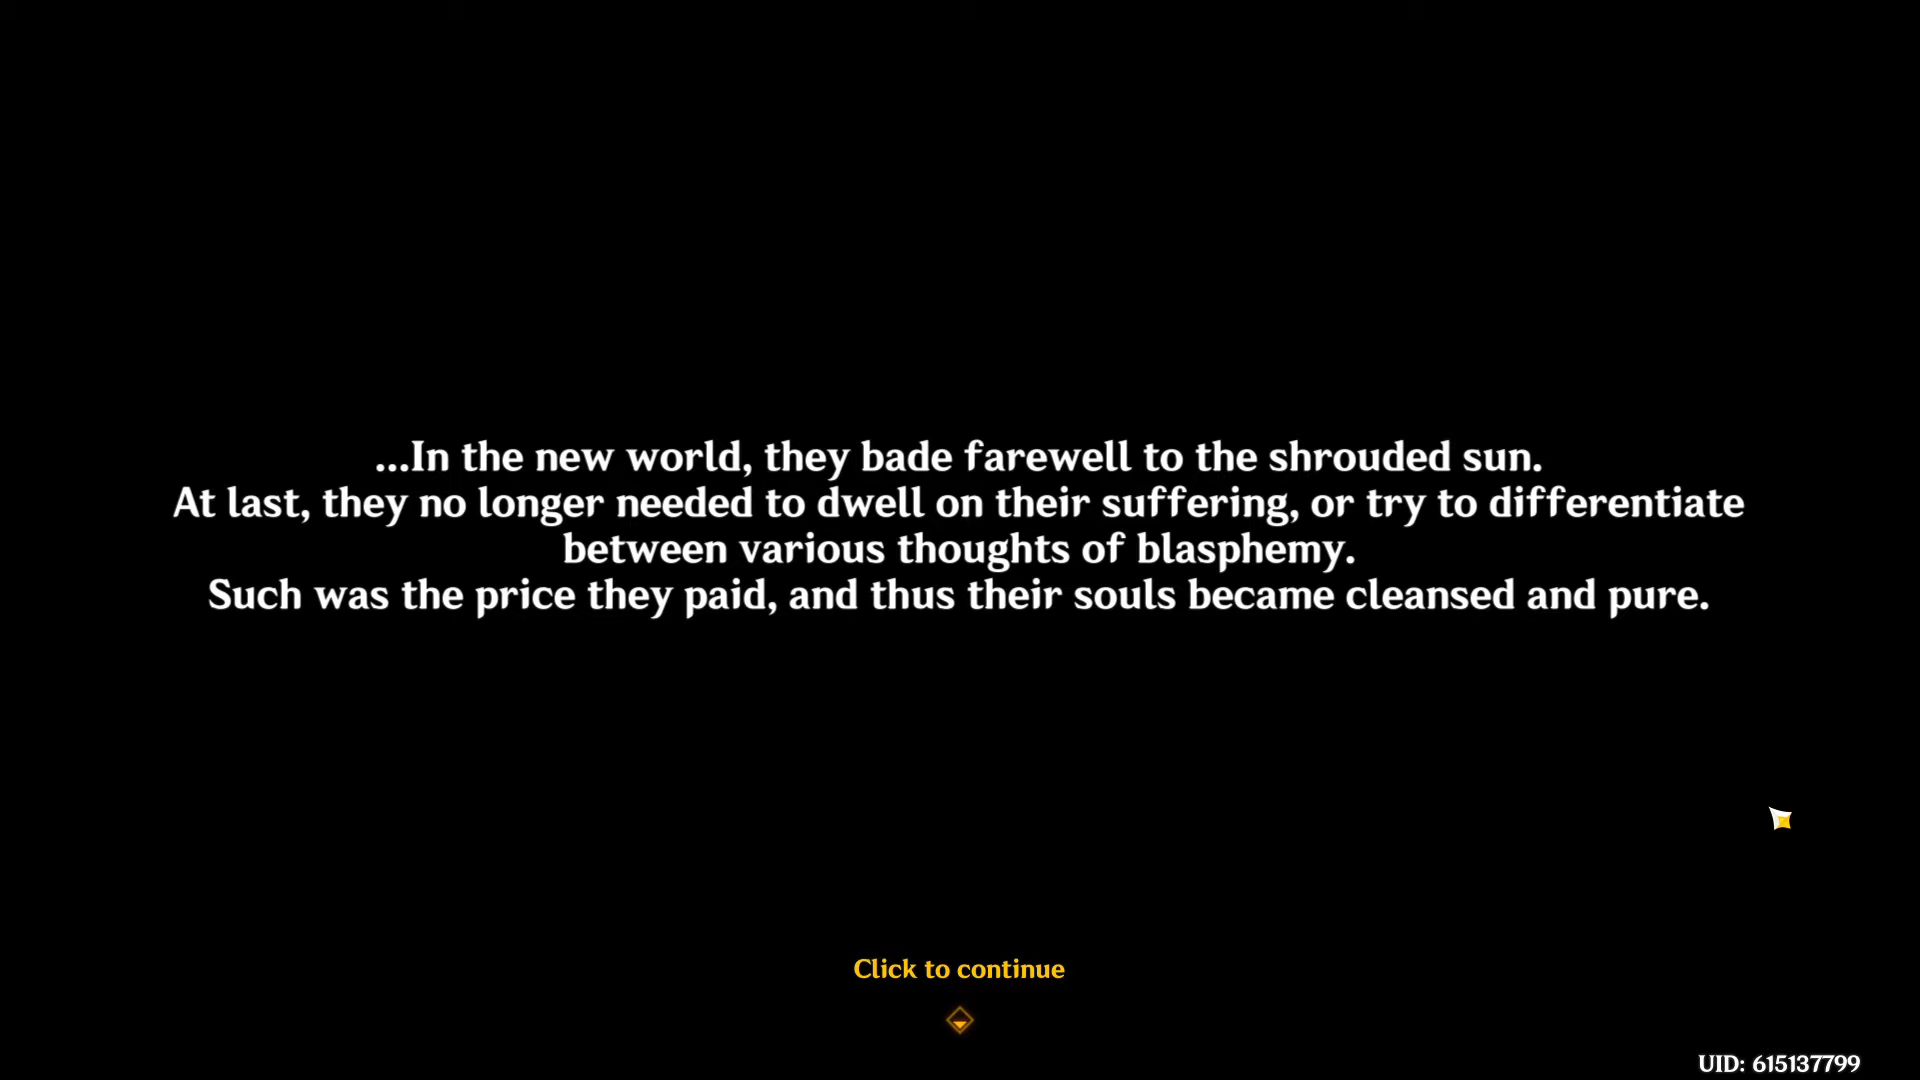 ...In the new world, they bade farewell to the shrouded sun.
At last, they no longer needed to dwell on their suffering, or try to differentiate
between various thoughts of blasphemy.
Such was the price they paid, and thus their souls became cleansed and pure.
Click to continue
UID: 615137799